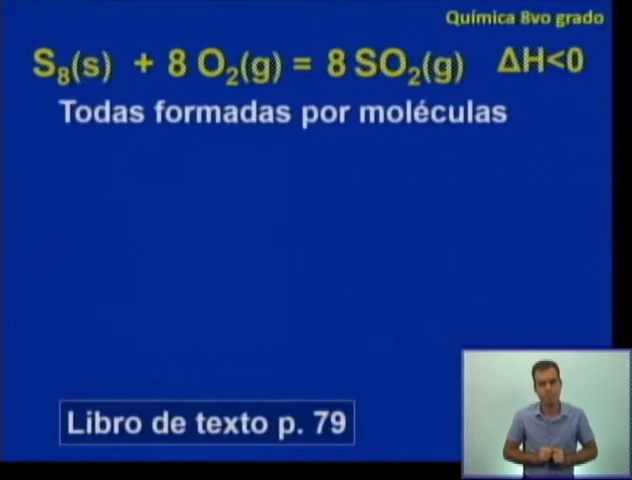 Química 8vo grado
S₈(s) + 8 O₂(g) = 8 SO₂(g) ΔH<0
Todas formadas por moléculas
Libro de texto p. 79